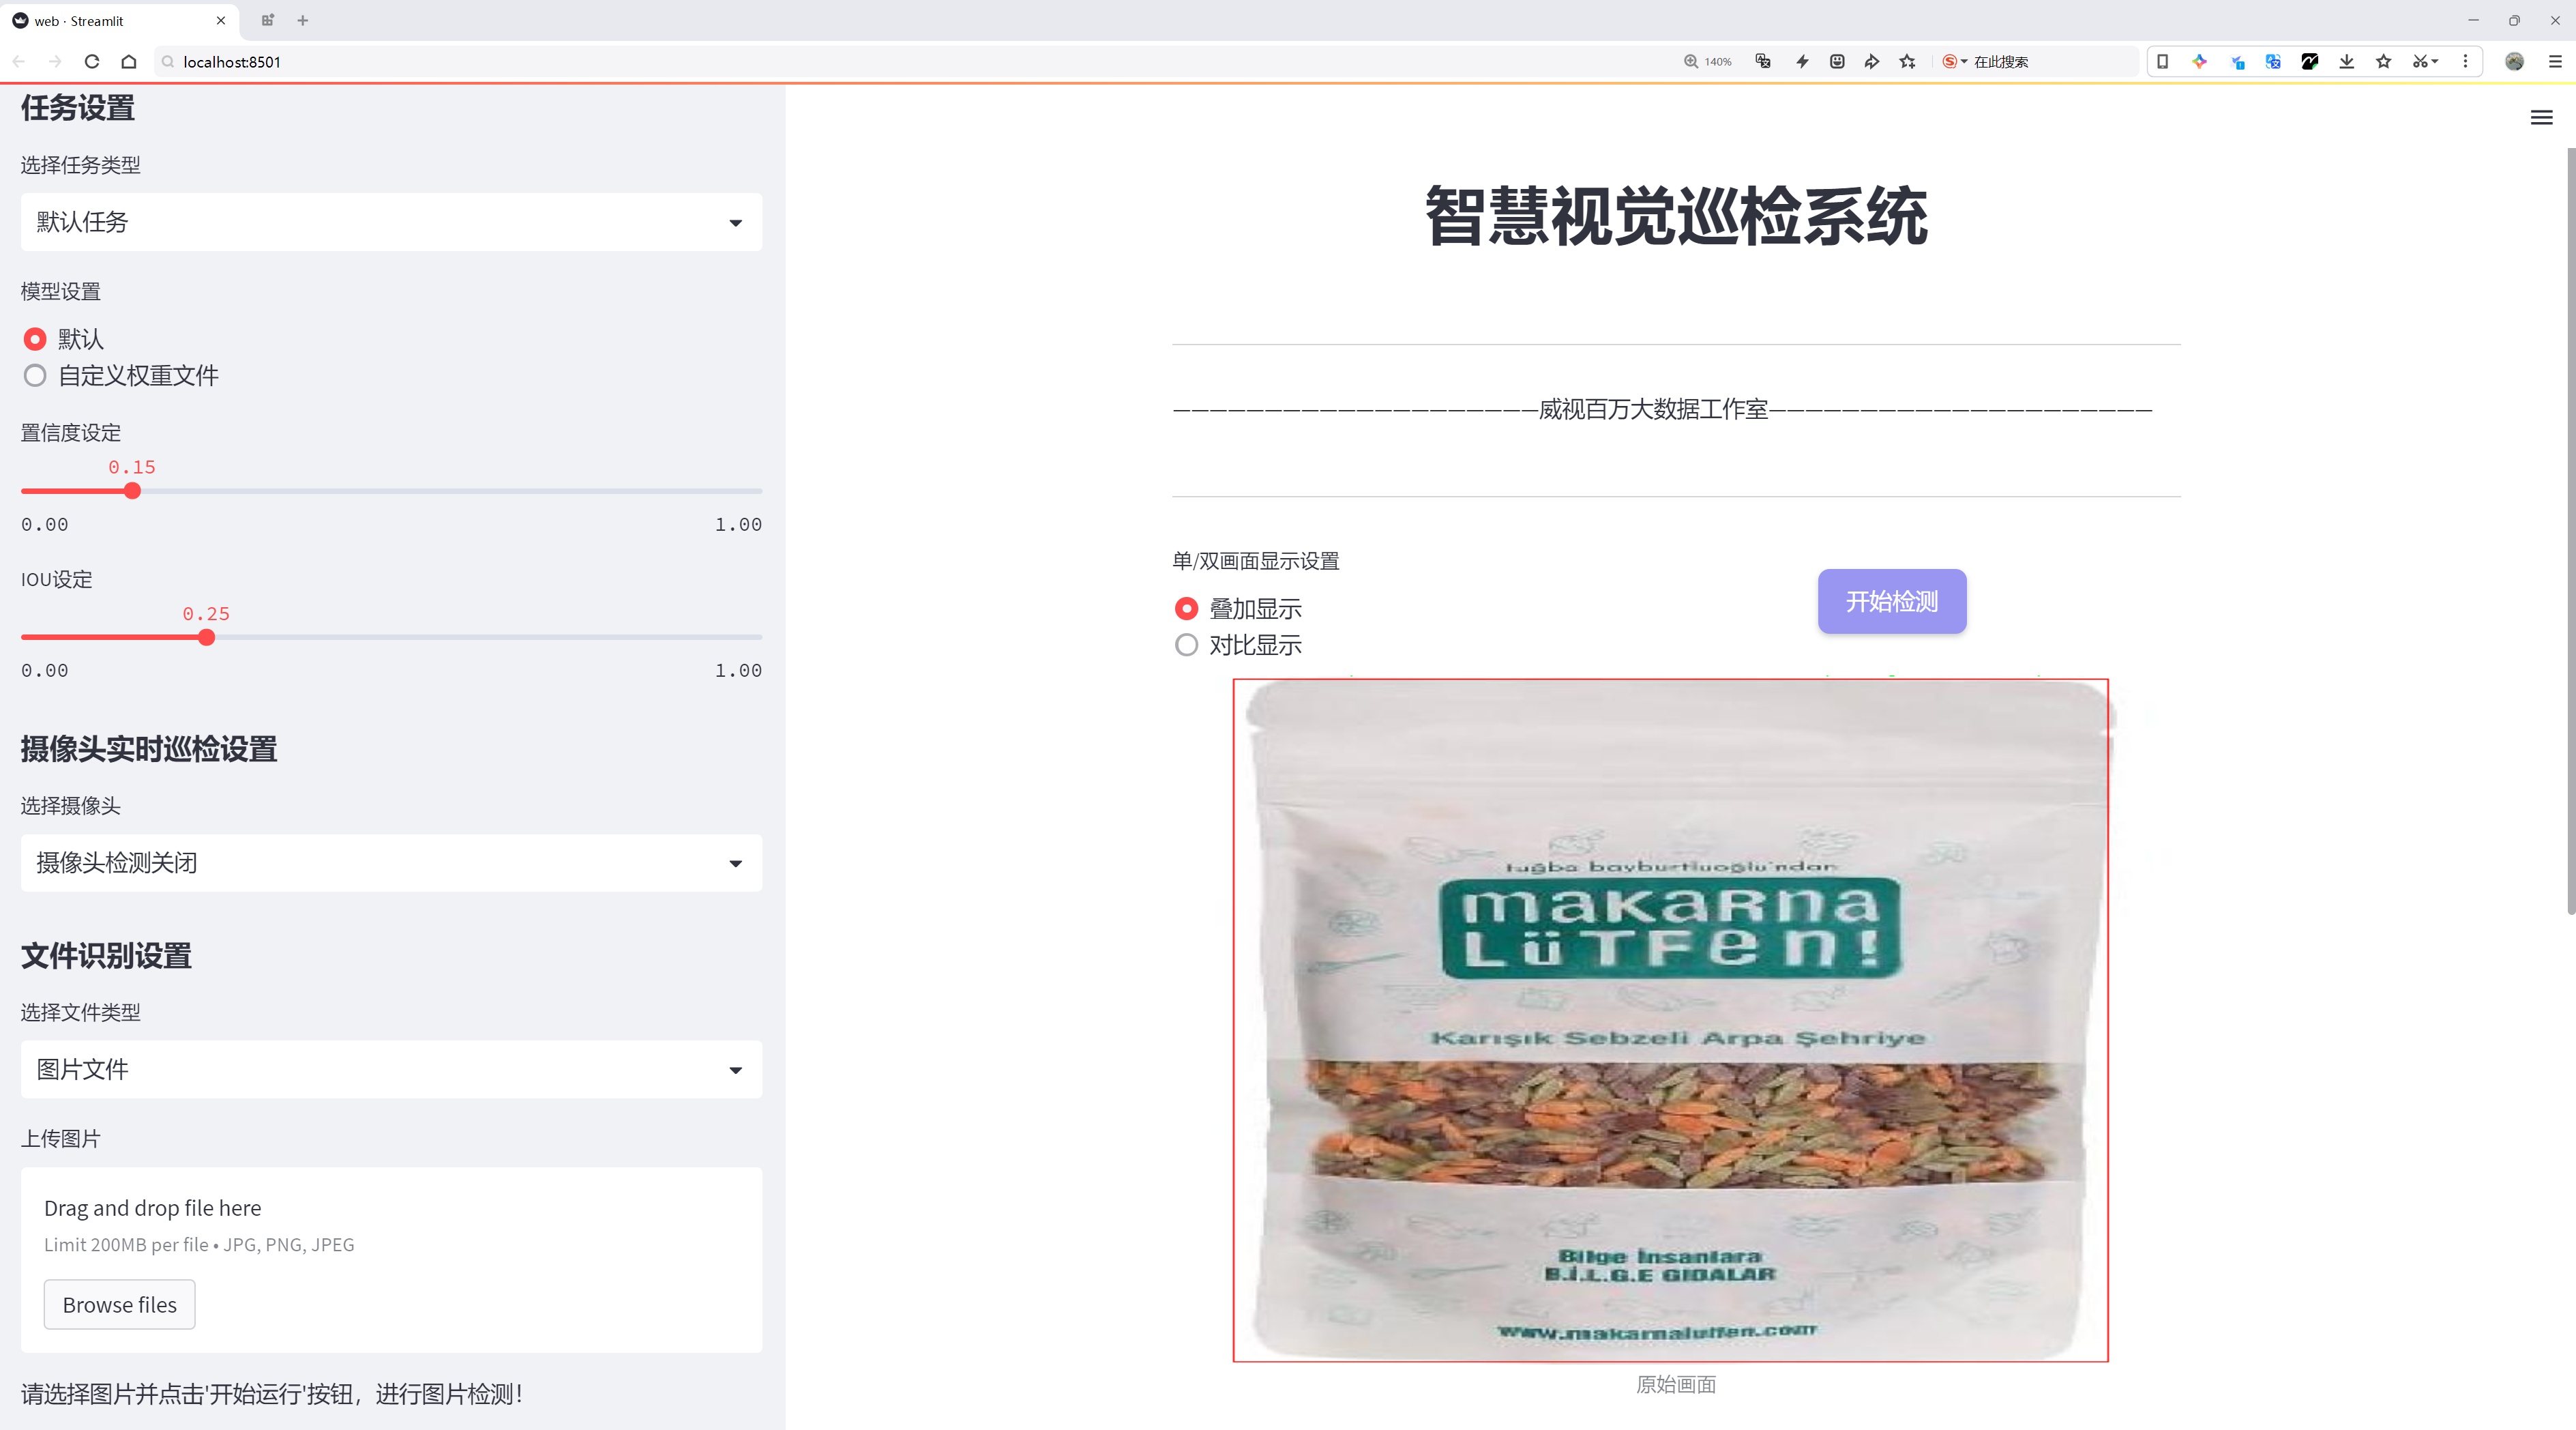 web · Streamlit
localhost:8501
140%
在此搜索
任务设置
选择任务类型
默认任务
模型设置
默认
自定义权重文件
置信度设定
0.15
0.00
1.00
IOU设定
0.25
0.00
1.00
摄像头实时巡检设置
选择摄像头
摄像头检测关闭
文件识别设置
选择文件类型
图片文件
上传图片
Drag and drop file here
Limit 200MB per file • JPG, PNG, JPEG
Browse files
请选择图片并点击'开始运行'按钮，进行图片检测！
智慧视觉巡检系统
————————————————————威视百万大数据工作室—————————————————————
单/双画面显示设置
叠加显示
对比显示
开始检测
tuğba bayburtluoğlu'ndan
maKaRna
LüTFen!
Karışık Sebzeli Arpa Şehriye
Bilge İnsanlara
B.İ.L.G.E GIDALAR
www.makarnalutfen.com
原始画面